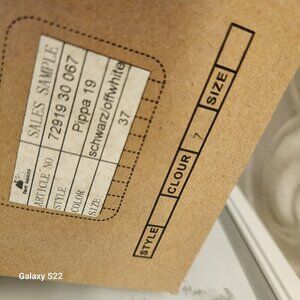 SALES SAMPLE
ARTICLE NO 72919 30 067
STYLE Pippa 19
COLOR schwarz/offwhite
SIZE 37
STYLE CLOUR 7 SIZE
Galaxy S22